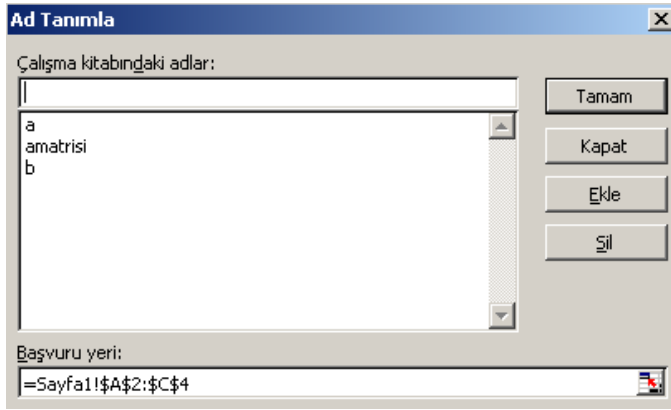 Ad Tanımla
Çalışma kitabındaki adlar:
Tamam
a
amatrisi
Kapat
b
Ekle
Sil
Başvuru yeri:
=Sayfa1!$A$2:$C$4